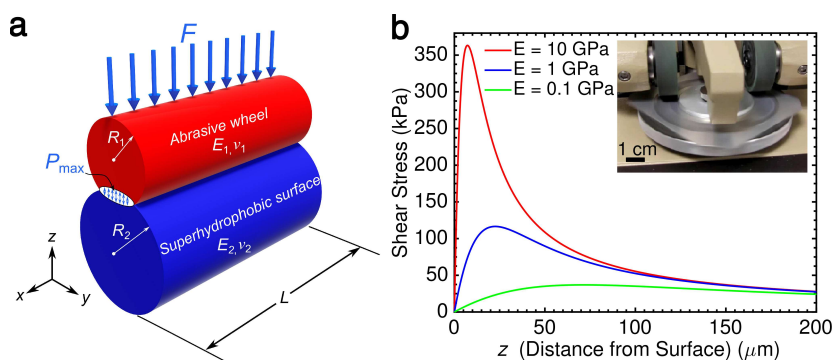 a
F
R1
Abrasive wheel
E1, ν1
Pmax
R2
Superhydrophobic surface
E2, ν2
z
x
y
L
b
Shear Stress (kPa)
350
300
250
200
150
100
50
0
E = 10 GPa
E = 1 GPa
E = 0.1 GPa
1 cm
0 50 100 150 200
z (Distance from Surface) (μm)